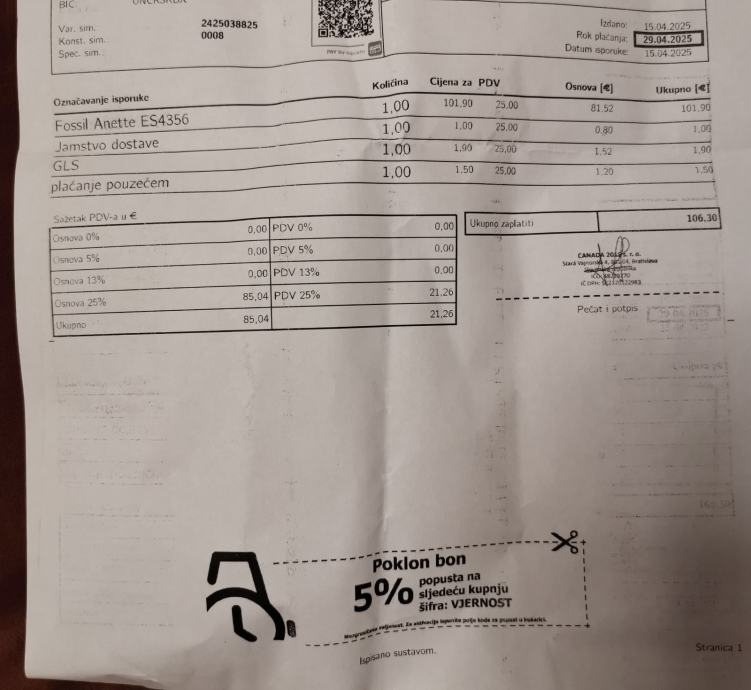 BIC
Var. sim. 2425038825
Konst. sim. 0008
Spec. sim.
Izdano: 15.04.2025
Rok plaćanja: 29.04.2025
Datum isporuke: 15.04.2025
Označavanje isporuke Količina Cijena za PDV Osnova [€] Ukupno [€]
Fossil Anette ES4356 1,00 101,90 25,00 81,52 101,90
Jamstvo dostave 1,00 1,00 25,00 0,80 1,00
GLS 1,00 1,90 25,00 1,52 1,90
plaćanje pouzećem 1,00 1,50 25,00 1,20 1,50
Sažetak PDV-a u €
Osnova 0% 0,00 PDV 0% 0,00
Osnova 5% 0,00 PDV 5% 0,00
Osnova 13% 0,00 PDV 13% 0,00
Osnova 25% 85,04 PDV 25% 21,26
Ukupno 85,04 21,26
Ukupno zaplatiti 106,30
CANADA s. r. o.
Bratislava
Pečat i potpis
Poklon bon
5% popusta na
sljedeću kupnju
šifra: VJERNOST
Ispisano sustavom.
Stranica 1